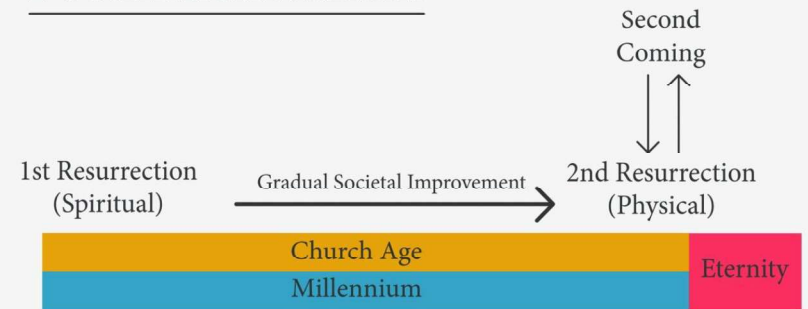 Second
Coming
1st Resurrection
(Spiritual)
Gradual Societal Improvement
2nd Resurrection
(Physical)
Church Age
Millennium
Eternity